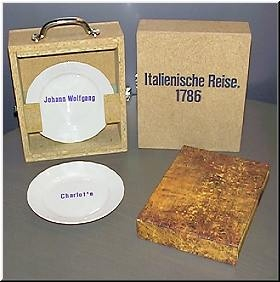 Johann Wolfgang
Italienische Reise.
1786
Charlotte